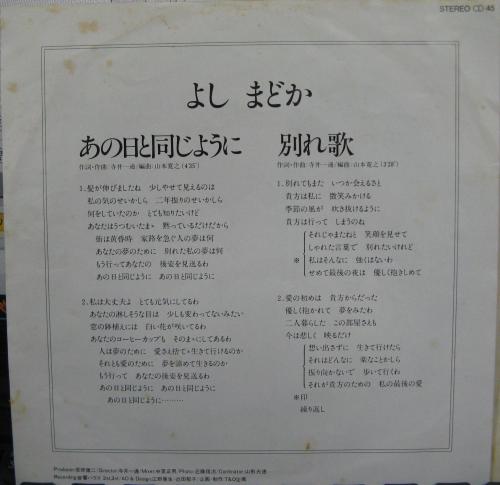 STEREO 45
よし まどか
あの日と同じように
作詞・作曲：寺井一通/編曲：山本寛之(4'35")
1.髪が伸びましたね 少しやせて見えるのは
私の気のせいかしら 二年振りのせいかしら
何をしていたのか とても知りたいけど
あなたはうつむいたまゝ 黙っているだけだから
街は黄昏時 家路を急ぐ人の夢は何
あなたの夢のために 別れた私の夢は何
もう行ってあなたの 後姿を見送るわ
あの日と同じように あの日と同じように
2.私は大丈夫よ とても元気にしてるわ
あなたの淋しそうな目は 少しも変わってないみたい
窓の鉢植えには 白い花が咲いてるわ
あなたのコーヒーカップも そのまゝにしてあるわ
人は夢のために 愛さえ捨てゝ生きて行けるのか
それとも愛のために 夢を諦めて生きるのか
もう行って あなたの後姿を見送るわ
あの日と同じように あの日と同じように
あの日と同じように………
別れ歌
作詞・作曲：寺井一通/編曲：山本寛之(3'28")
1.別れてもまた いつか会えるさと
貴方は私に 微笑みかける
季節の風が 吹き抜けるように
貴方は行って しまうのね
それじゃまたねと 笑顔を見せて
しゃれた言葉で 別れたいけれど
※ 私はそんなに 強くはないわ
せめて最後の夜は 優しく抱きしめて
2.愛の初めは 貴方からだった
優しく抱かれて 夢をみたわ
二人暮らした この部屋さえも
今は悲しく 映るだけ
想い出さずに 生きて行けたら
それはどんなに 楽なことかしら
振り向かないで 歩いて行くわ
それが貴方のための 私の最後の愛
※印
繰り返し